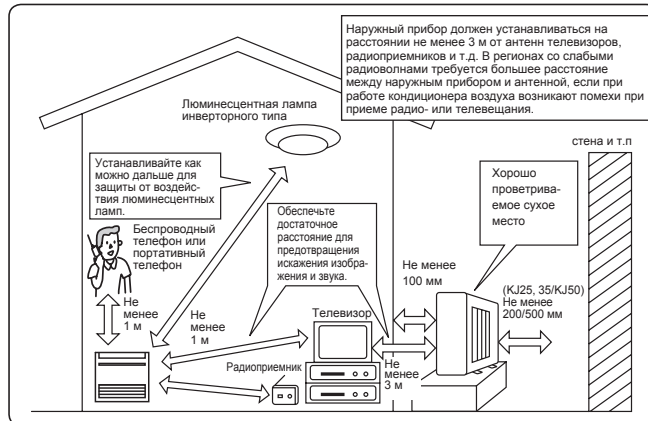 Наружный прибор должен устанавливаться на
расстоянии не менее 3 м от антенн телевизоров,
радиоприемников и т.д. В регионах со слабыми
радиоволнами требуется большее расстояние
между наружным прибором и антенной, если при
работе кондиционера воздуха возникают помехи при
приеме радио- или телевещания.
Люминесцентная лампа
инверторного типа
стена и т.п
Устанавливайте как
можно дальше для
защиты от воздейс-
твия люминесцентных
ламп.
Хорошо
проветрива-
емое сухое
место
Обеспечьте
достаточное
расстояние для
предотвращения
искажения изобра-
жения и звука.
Беспроводный
телефон или
портативный
телефон
Не менее
100 мм
(KJ25, 35/KJ50)
Не менее
200/500 мм
Не
менее
1 м
Не
менее
1 м
Телевизор
Радиоприемник
Не
менее
3 м